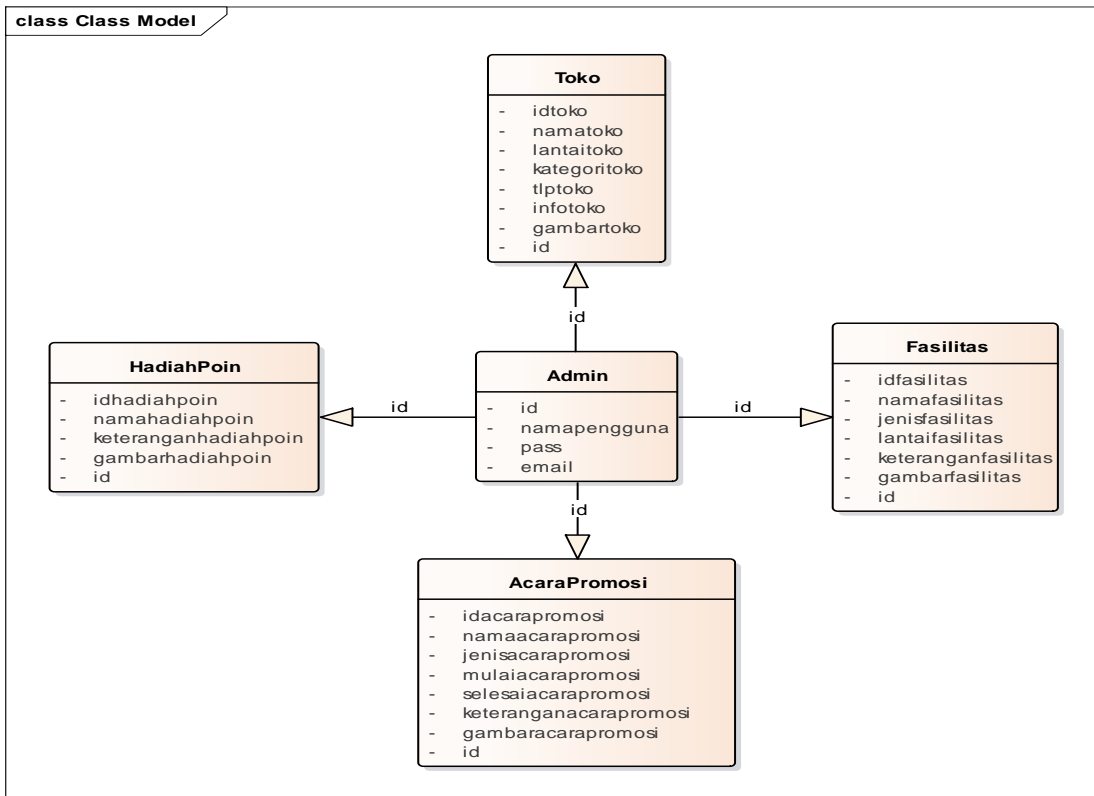 class Class Model
Toko
- idtoko
- namatoko
- lantaitoko
- kategoritoko
- tlptoko
- infotoko
- gambartoko
- id
id
HadiahPoin
- idhadiahpoin
- namahadiahpoin
- keteranganhadiahpoin
- gambarhadiahpoin
- id
id
Admin
- id
- namapengguna
- pass
- email
id
Fasilitas
- idfasilitas
- namafasilitas
- jenisfasilitas
- lantaifasilitas
- keteranganfasilitas
- gambarfasilitas
- id
id
AcaraPromosi
- idacarapromosi
- namaacarapromosi
- jenisacarapromosi
- mulaiacarapromosi
- selesaiacarapromosi
- keteranganacarapromosi
- gambaracarapromosi
- id